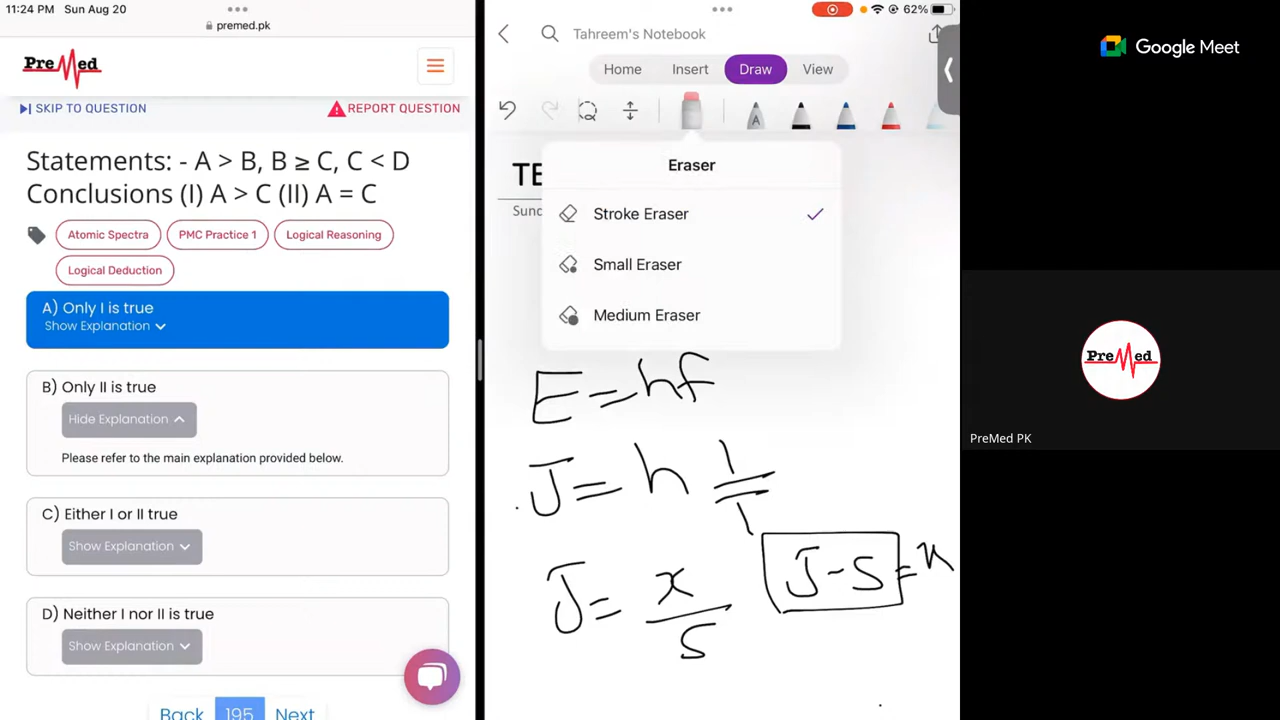 11:24 PM Sun Aug 20
premed.pk
PreMed
SKIP TO QUESTION
REPORT QUESTION
Statements: - A > B, B ≥ C, C < D
Conclusions (I) A > C (II) A = C
Atomic Spectra
PMC Practice 1
Logical Reasoning
Logical Deduction
A) Only I is true
Show Explanation
B) Only II is true
Hide Explanation
Please refer to the main explanation provided below.
C) Either I or II true
Show Explanation
D) Neither I nor II is true
Show Explanation
Back 195 Next
62%
Tahreem's Notebook
Home Insert Draw View
A
Eraser
Stroke Eraser
Small Eraser
Medium Eraser
TE
Sund
E = hf
J = h
J = x/s
J-s = x
Google Meet
PreMed
PreMed PK